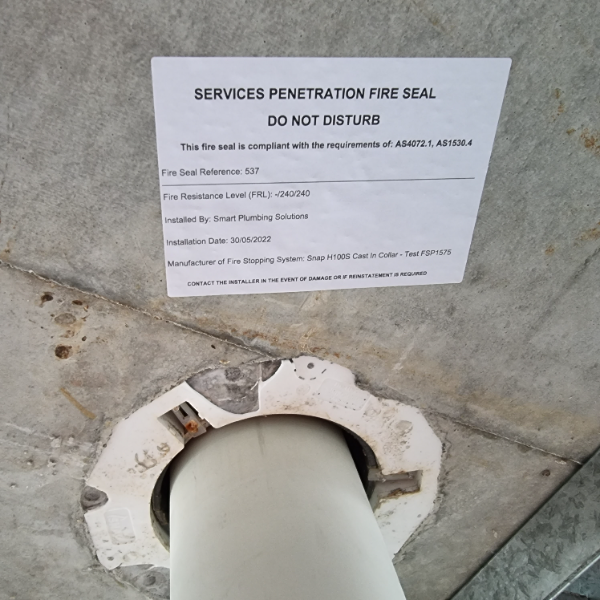 SERVICES PENETRATION FIRE SEAL
DO NOT DISTURB
This fire seal is compliant with the requirements of: AS4072.1, AS1530.4
Fire Seal Reference: 537
Fire Resistance Level (FRL): -/240/240
Installed By: Smart Plumbing Solutions
Installation Date: 30/05/2022
Manufacturer of Fire Stopping System: Snap H100S Cast In Collar - Test FSP1575
CONTACT THE INSTALLER IN THE EVENT OF DAMAGE OR IF REINSTATEMENT IS REQUIRED